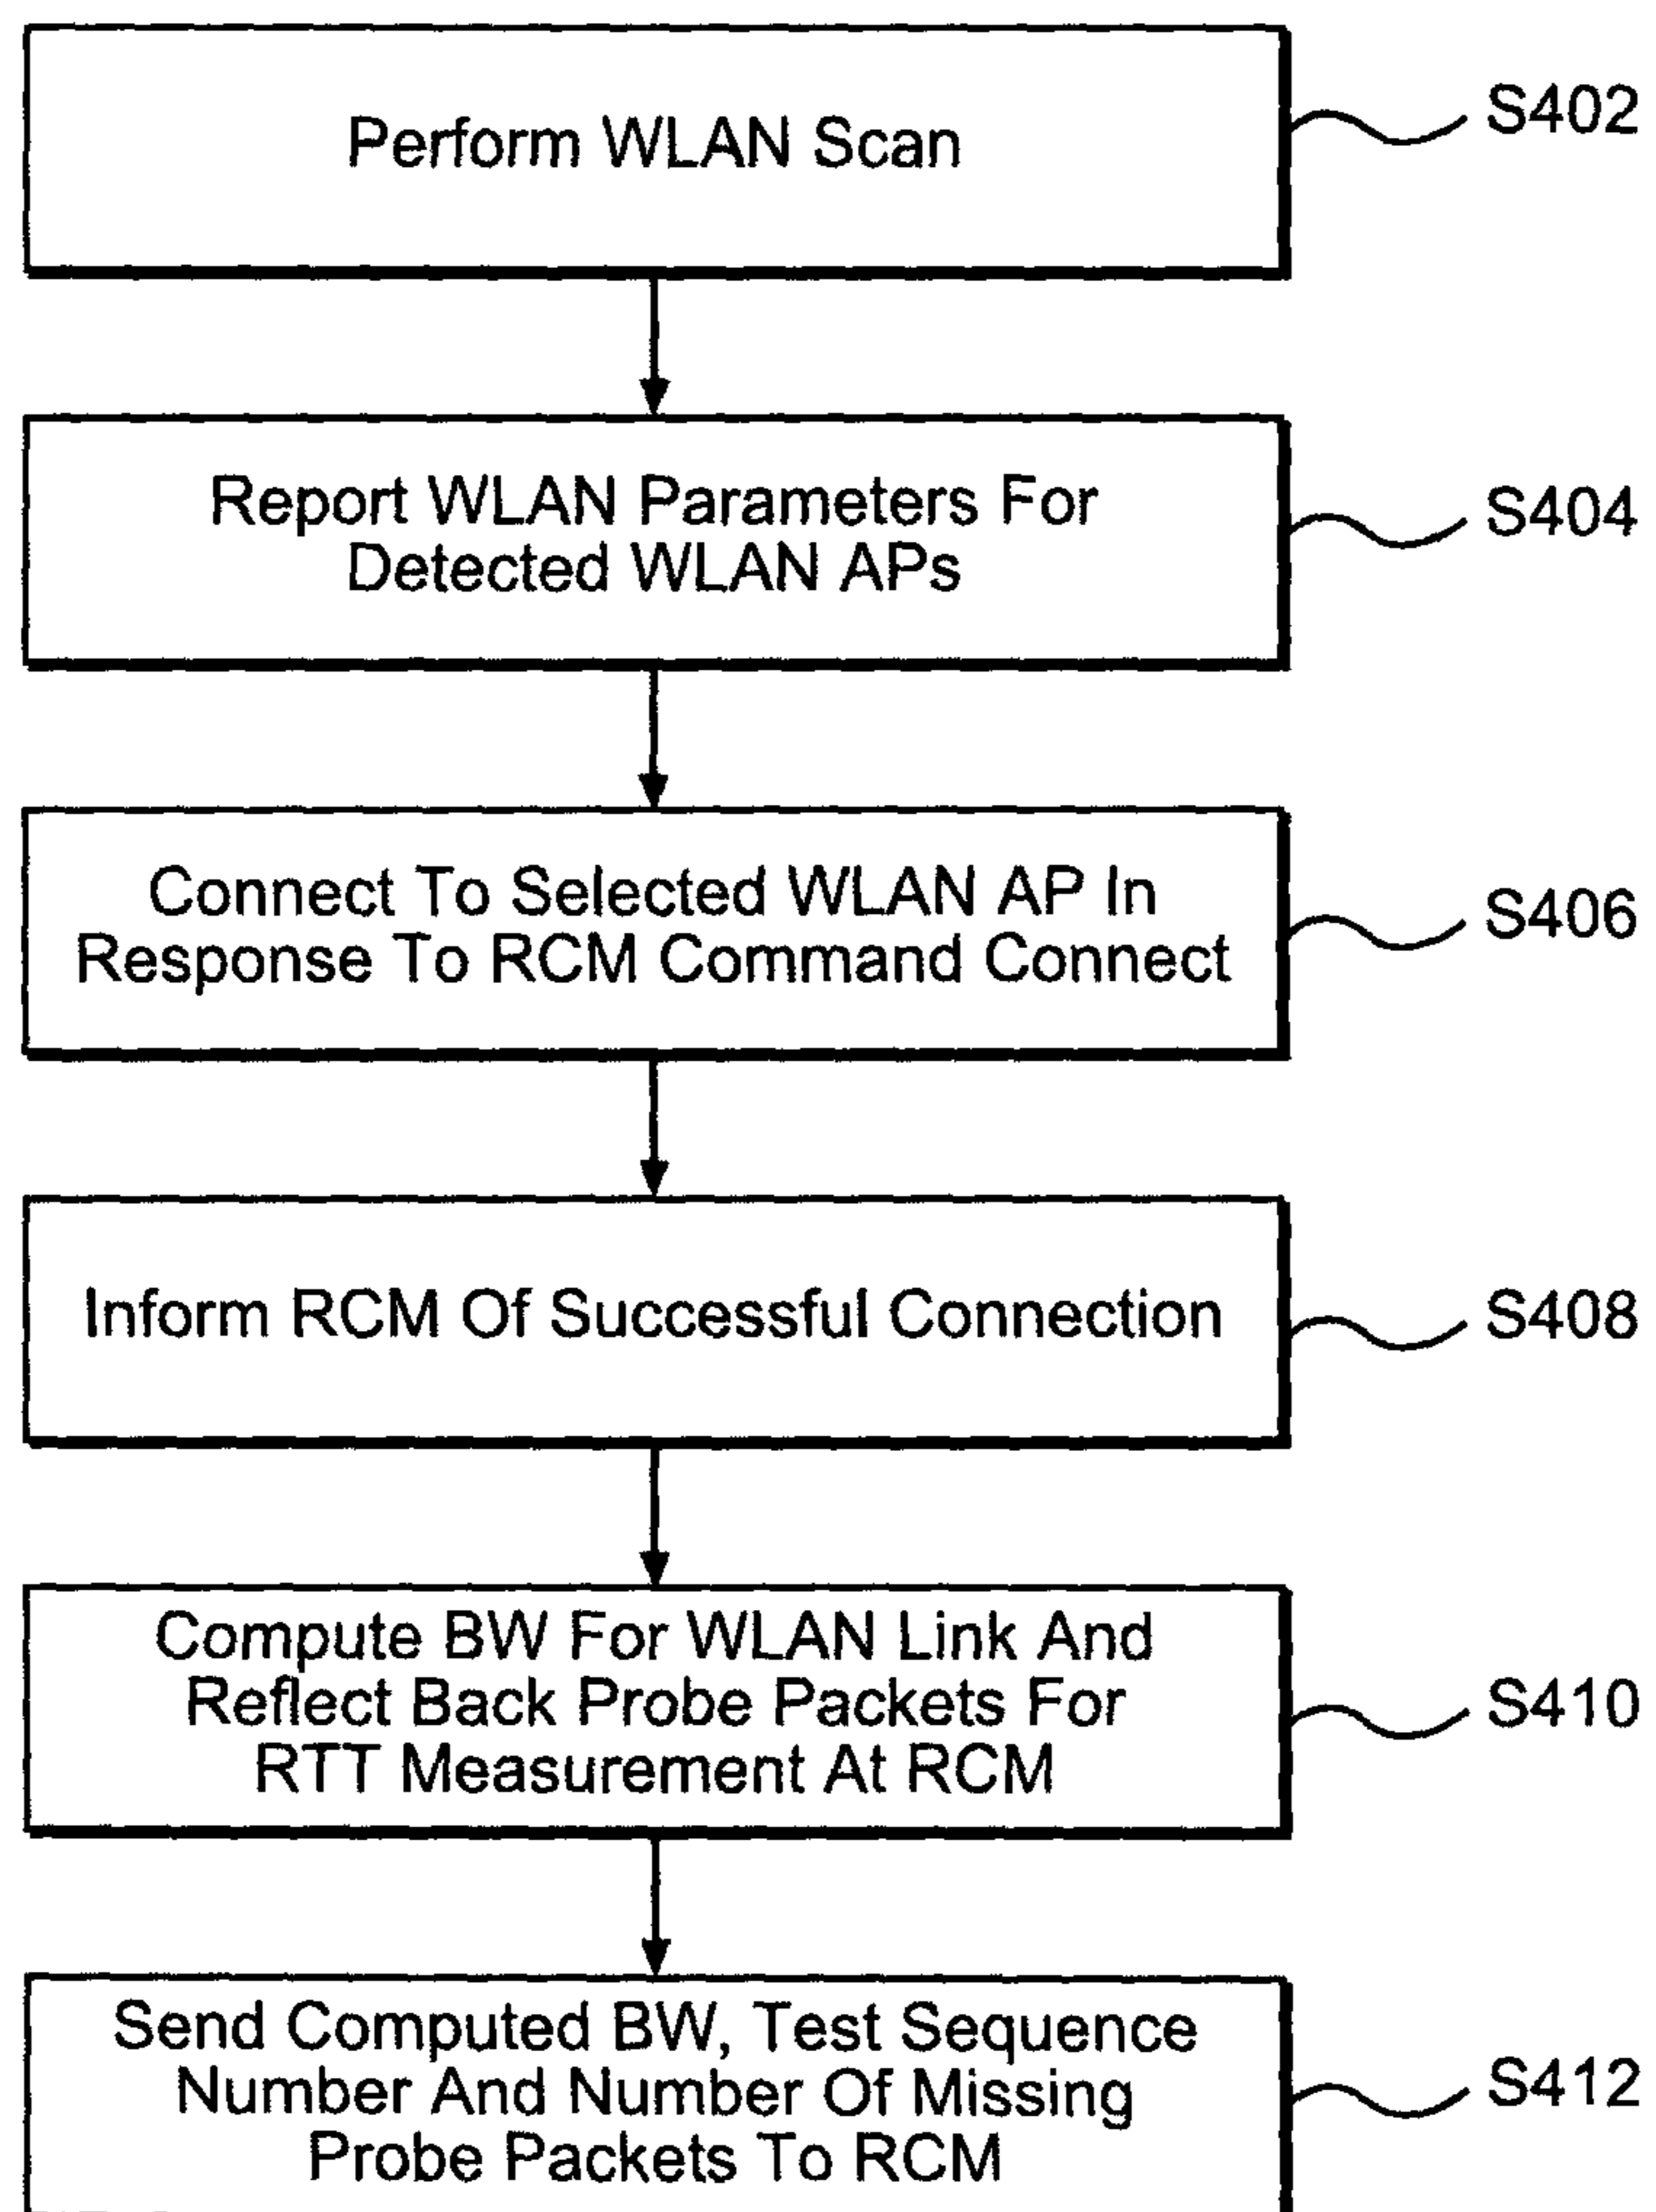 Perform WLAN Scan
S402
Report WLAN Parameters For
Detected WLAN APs
S404
Connect To Selected WLAN AP In
Response To RCM Command Connect
S406
Inform RCM Of Successful Connection
S408
Compute BW For WLAN Link And
Reflect Back Probe Packets For
RTT Measurement At RCM
S410
Send Computed BW, Test Sequence
Number And Number Of Missing
Probe Packets To RCM
S412